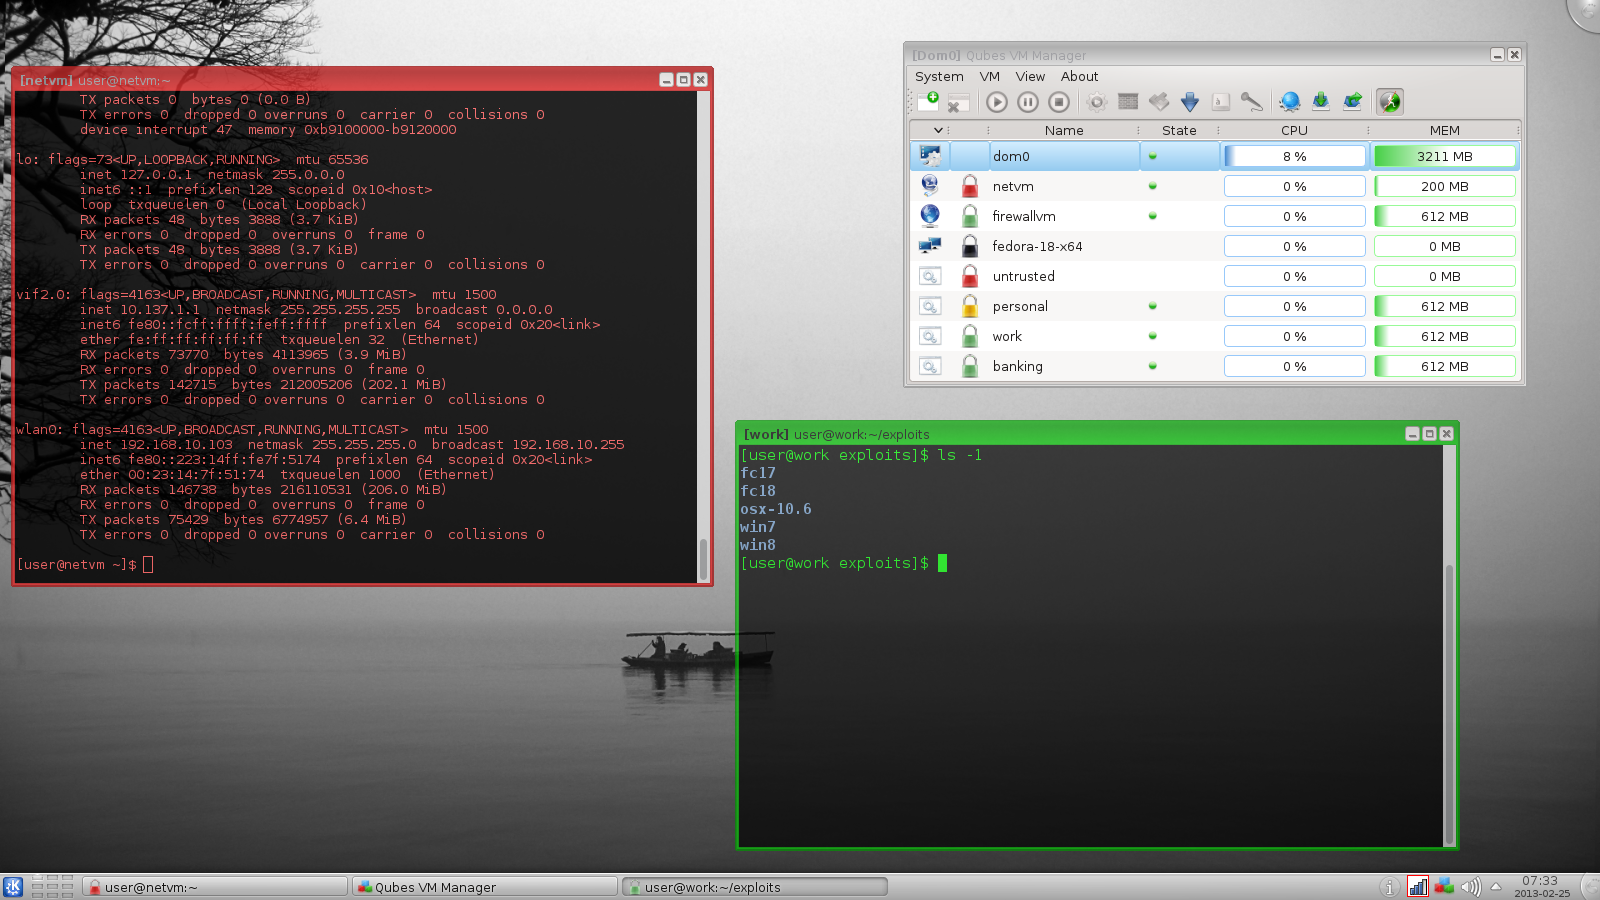 [netvm] user@netvm:~
TX packets 0  bytes 0 (0.0 B)
TX errors 0  dropped 0 overruns 0  carrier 0  collisions 0
device interrupt 47  memory 0xb9100000-b9120000
lo: flags=73<UP,LOOPBACK,RUNNING>  mtu 65536
inet 127.0.0.1  netmask 255.0.0.0
inet6 ::1  prefixlen 128  scopeid 0x10<host>
loop  txqueuelen 0  (Local Loopback)
RX packets 48  bytes 3888 (3.7 KiB)
RX errors 0  dropped 0  overruns 0  frame 0
TX packets 48  bytes 3888 (3.7 KiB)
TX errors 0  dropped 0 overruns 0  carrier 0  collisions 0
vif2.0: flags=4163<UP,BROADCAST,RUNNING,MULTICAST>  mtu 1500
inet 10.137.1.1  netmask 255.255.255.255  broadcast 0.0.0.0
inet6 fe80::fcff:ffff:feff:ffff  prefixlen 64  scopeid 0x20<link>
ether fe:ff:ff:ff:ff:ff  txqueuelen 32  (Ethernet)
RX packets 73770  bytes 4113965 (3.9 MiB)
RX errors 0  dropped 0  overruns 0  frame 0
TX packets 142715  bytes 212005206 (202.1 MiB)
TX errors 0  dropped 0 overruns 0  carrier 0  collisions 0
wlan0: flags=4163<UP,BROADCAST,RUNNING,MULTICAST>  mtu 1500
inet 192.168.10.103  netmask 255.255.255.0  broadcast 192.168.10.255
inet6 fe80::223:14ff:fe7f:5174  prefixlen 64  scopeid 0x20<link>
ether 00:23:14:7f:51:74  txqueuelen 1000  (Ethernet)
RX packets 146738  bytes 216110531 (206.0 MiB)
RX errors 0  dropped 0  overruns 0  frame 0
TX packets 75429  bytes 6774957 (6.4 MiB)
TX errors 0  dropped 0 overruns 0  carrier 0  collisions 0
[user@netvm ~]$
[Dom0] Qubes VM Manager
System VM View About
Name State CPU MEM
dom0 8 % 3211 MB
netvm 0 % 200 MB
firewallvm 0 % 612 MB
fedora-18-x64 0 % 0 MB
untrusted 0 % 0 MB
personal 0 % 612 MB
work 0 % 612 MB
banking 0 % 612 MB
[work] user@work:~/exploits
[user@work exploits]$ ls -1
fc17
fc18
osx-10.6
win7
win8
[user@work exploits]$
user@netvm:~ Qubes VM Manager user@work:~/exploits
07:33
2013-02-25